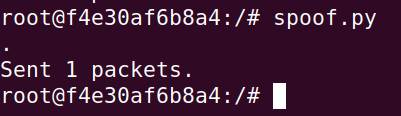 root@f4e30af6b8a4:/# spoof.py
.
Sent 1 packets.
root@f4e30af6b8a4:/#